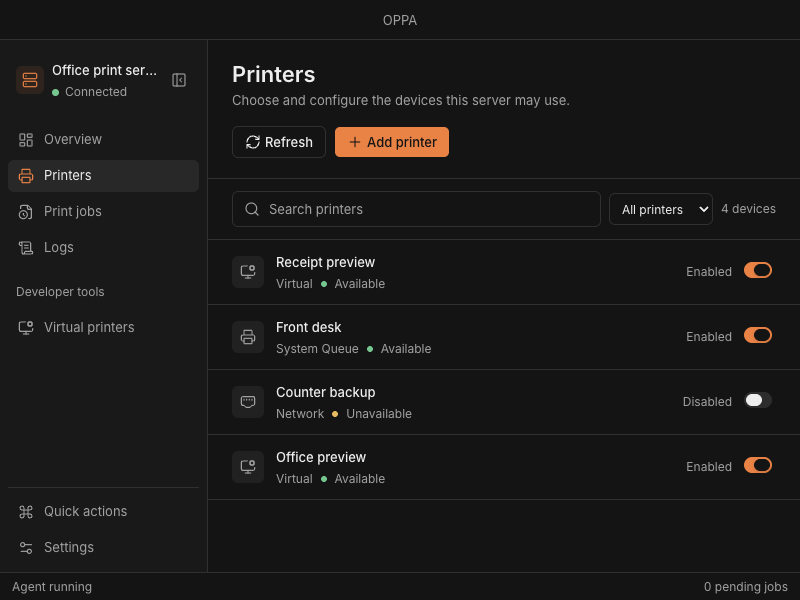 OPPA
Office print ser...
Connected
Overview
Printers
Print jobs
Logs
Developer tools
Virtual printers
Quick actions
Settings
Printers
Choose and configure the devices this server may use.
Refresh
Add printer
Search printers
All printers
4 devices
Receipt preview
Virtual Available
Enabled
Front desk
System Queue Available
Enabled
Counter backup
Network Unavailable
Disabled
Office preview
Virtual Available
Enabled
Agent running
0 pending jobs